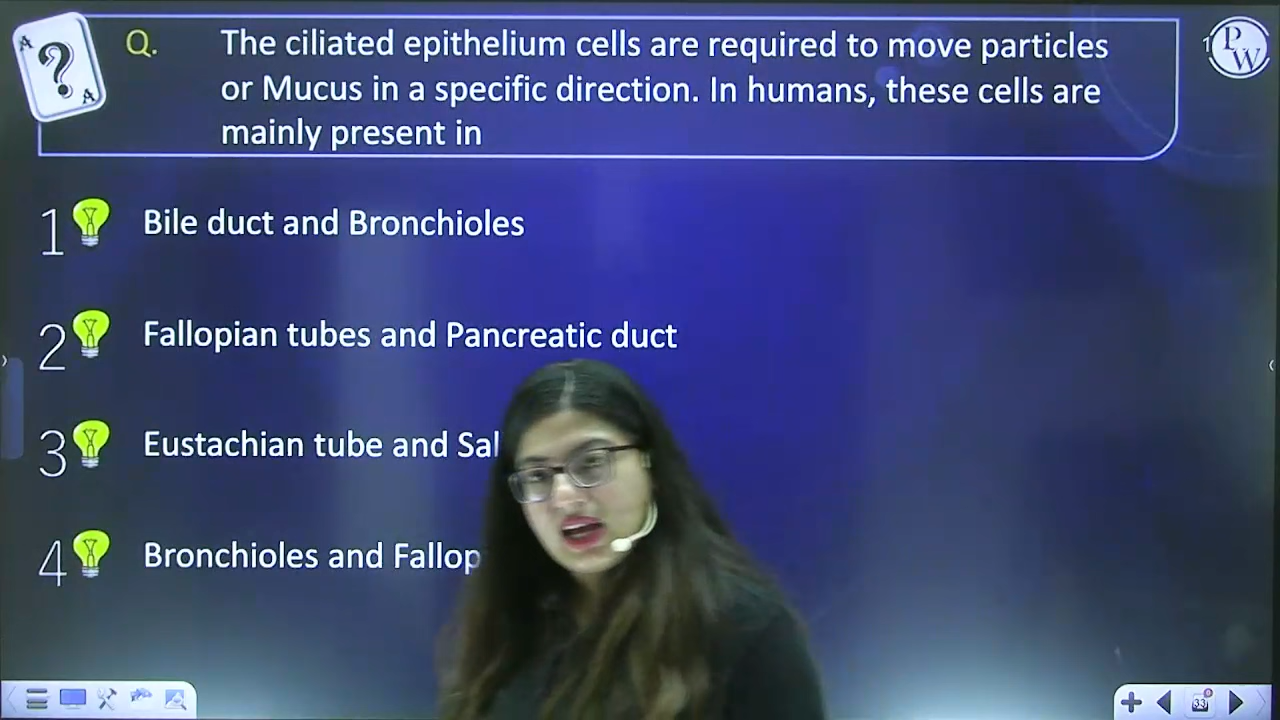 Q. The ciliated epithelium cells are required to move particles
or Mucus in a specific direction. In humans, these cells are
mainly present in
1 Bile duct and Bronchioles
2 Fallopian tubes and Pancreatic duct
3 Eustachian tube and
4 Bronchioles and
PW
33